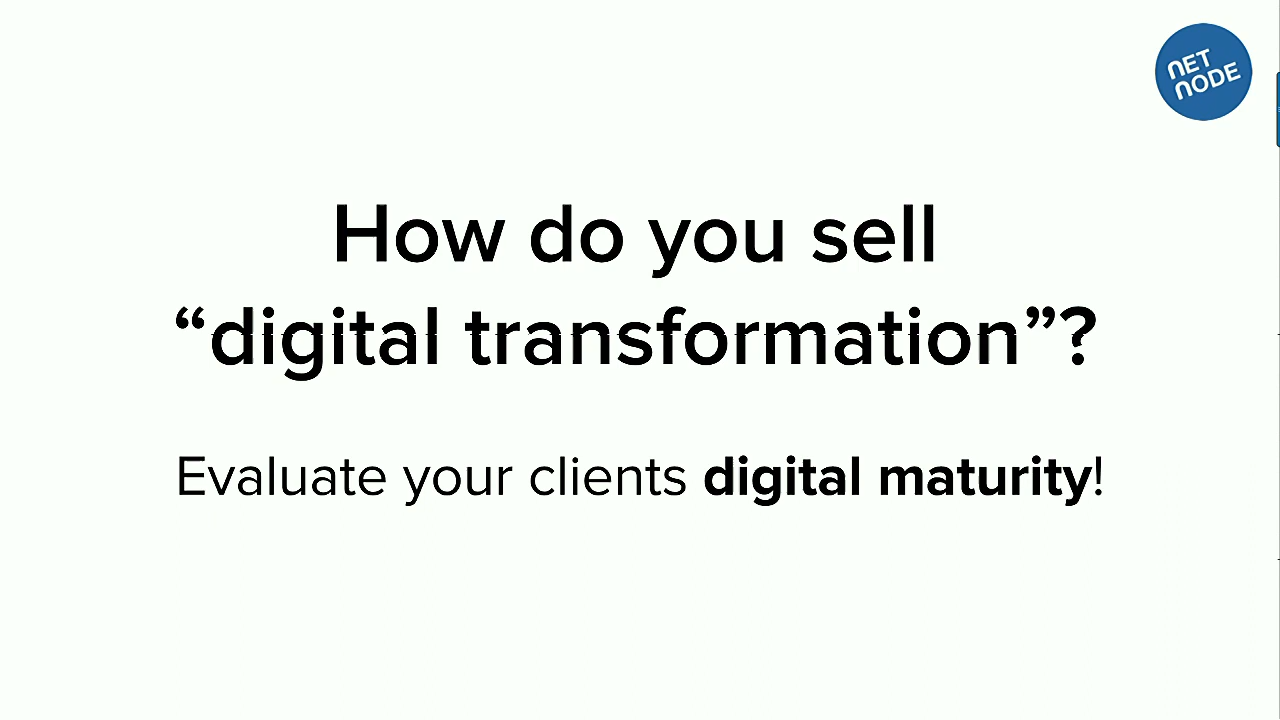 NET
NODE
How do you sell
“digital transformation”?
Evaluate your clients digital maturity!